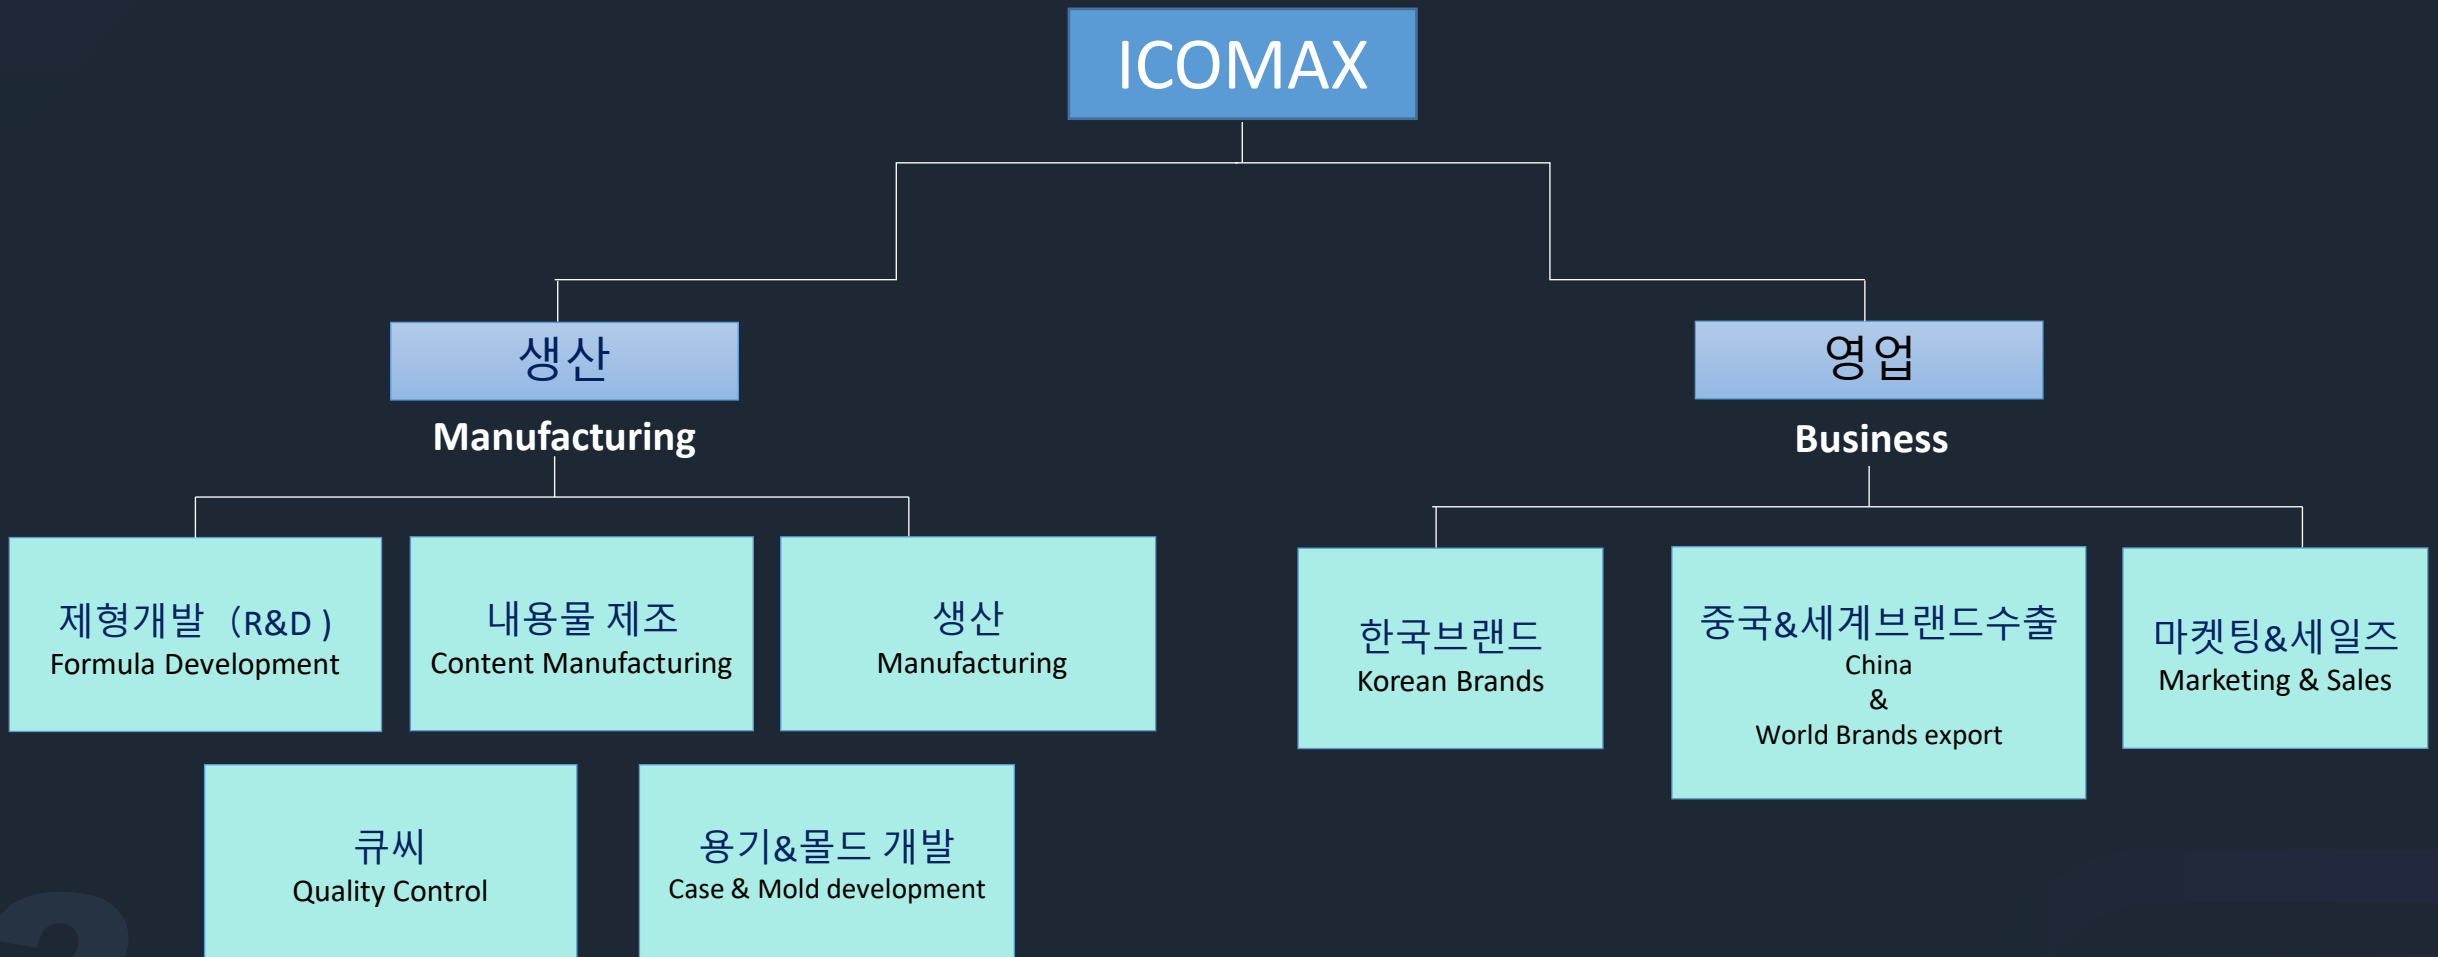 ICOMAX
생산
Manufacturing
영업
Business
제형개발（R&D )
Formula Development
내용물 제조
Content Manufacturing
생산
Manufacturing
한국브랜드
Korean Brands
중국&세계브랜드수출
China
&
World Brands export
마켓팅&세일즈
Marketing & Sales
큐씨
Quality Control
용기&몰드 개발
Case & Mold development